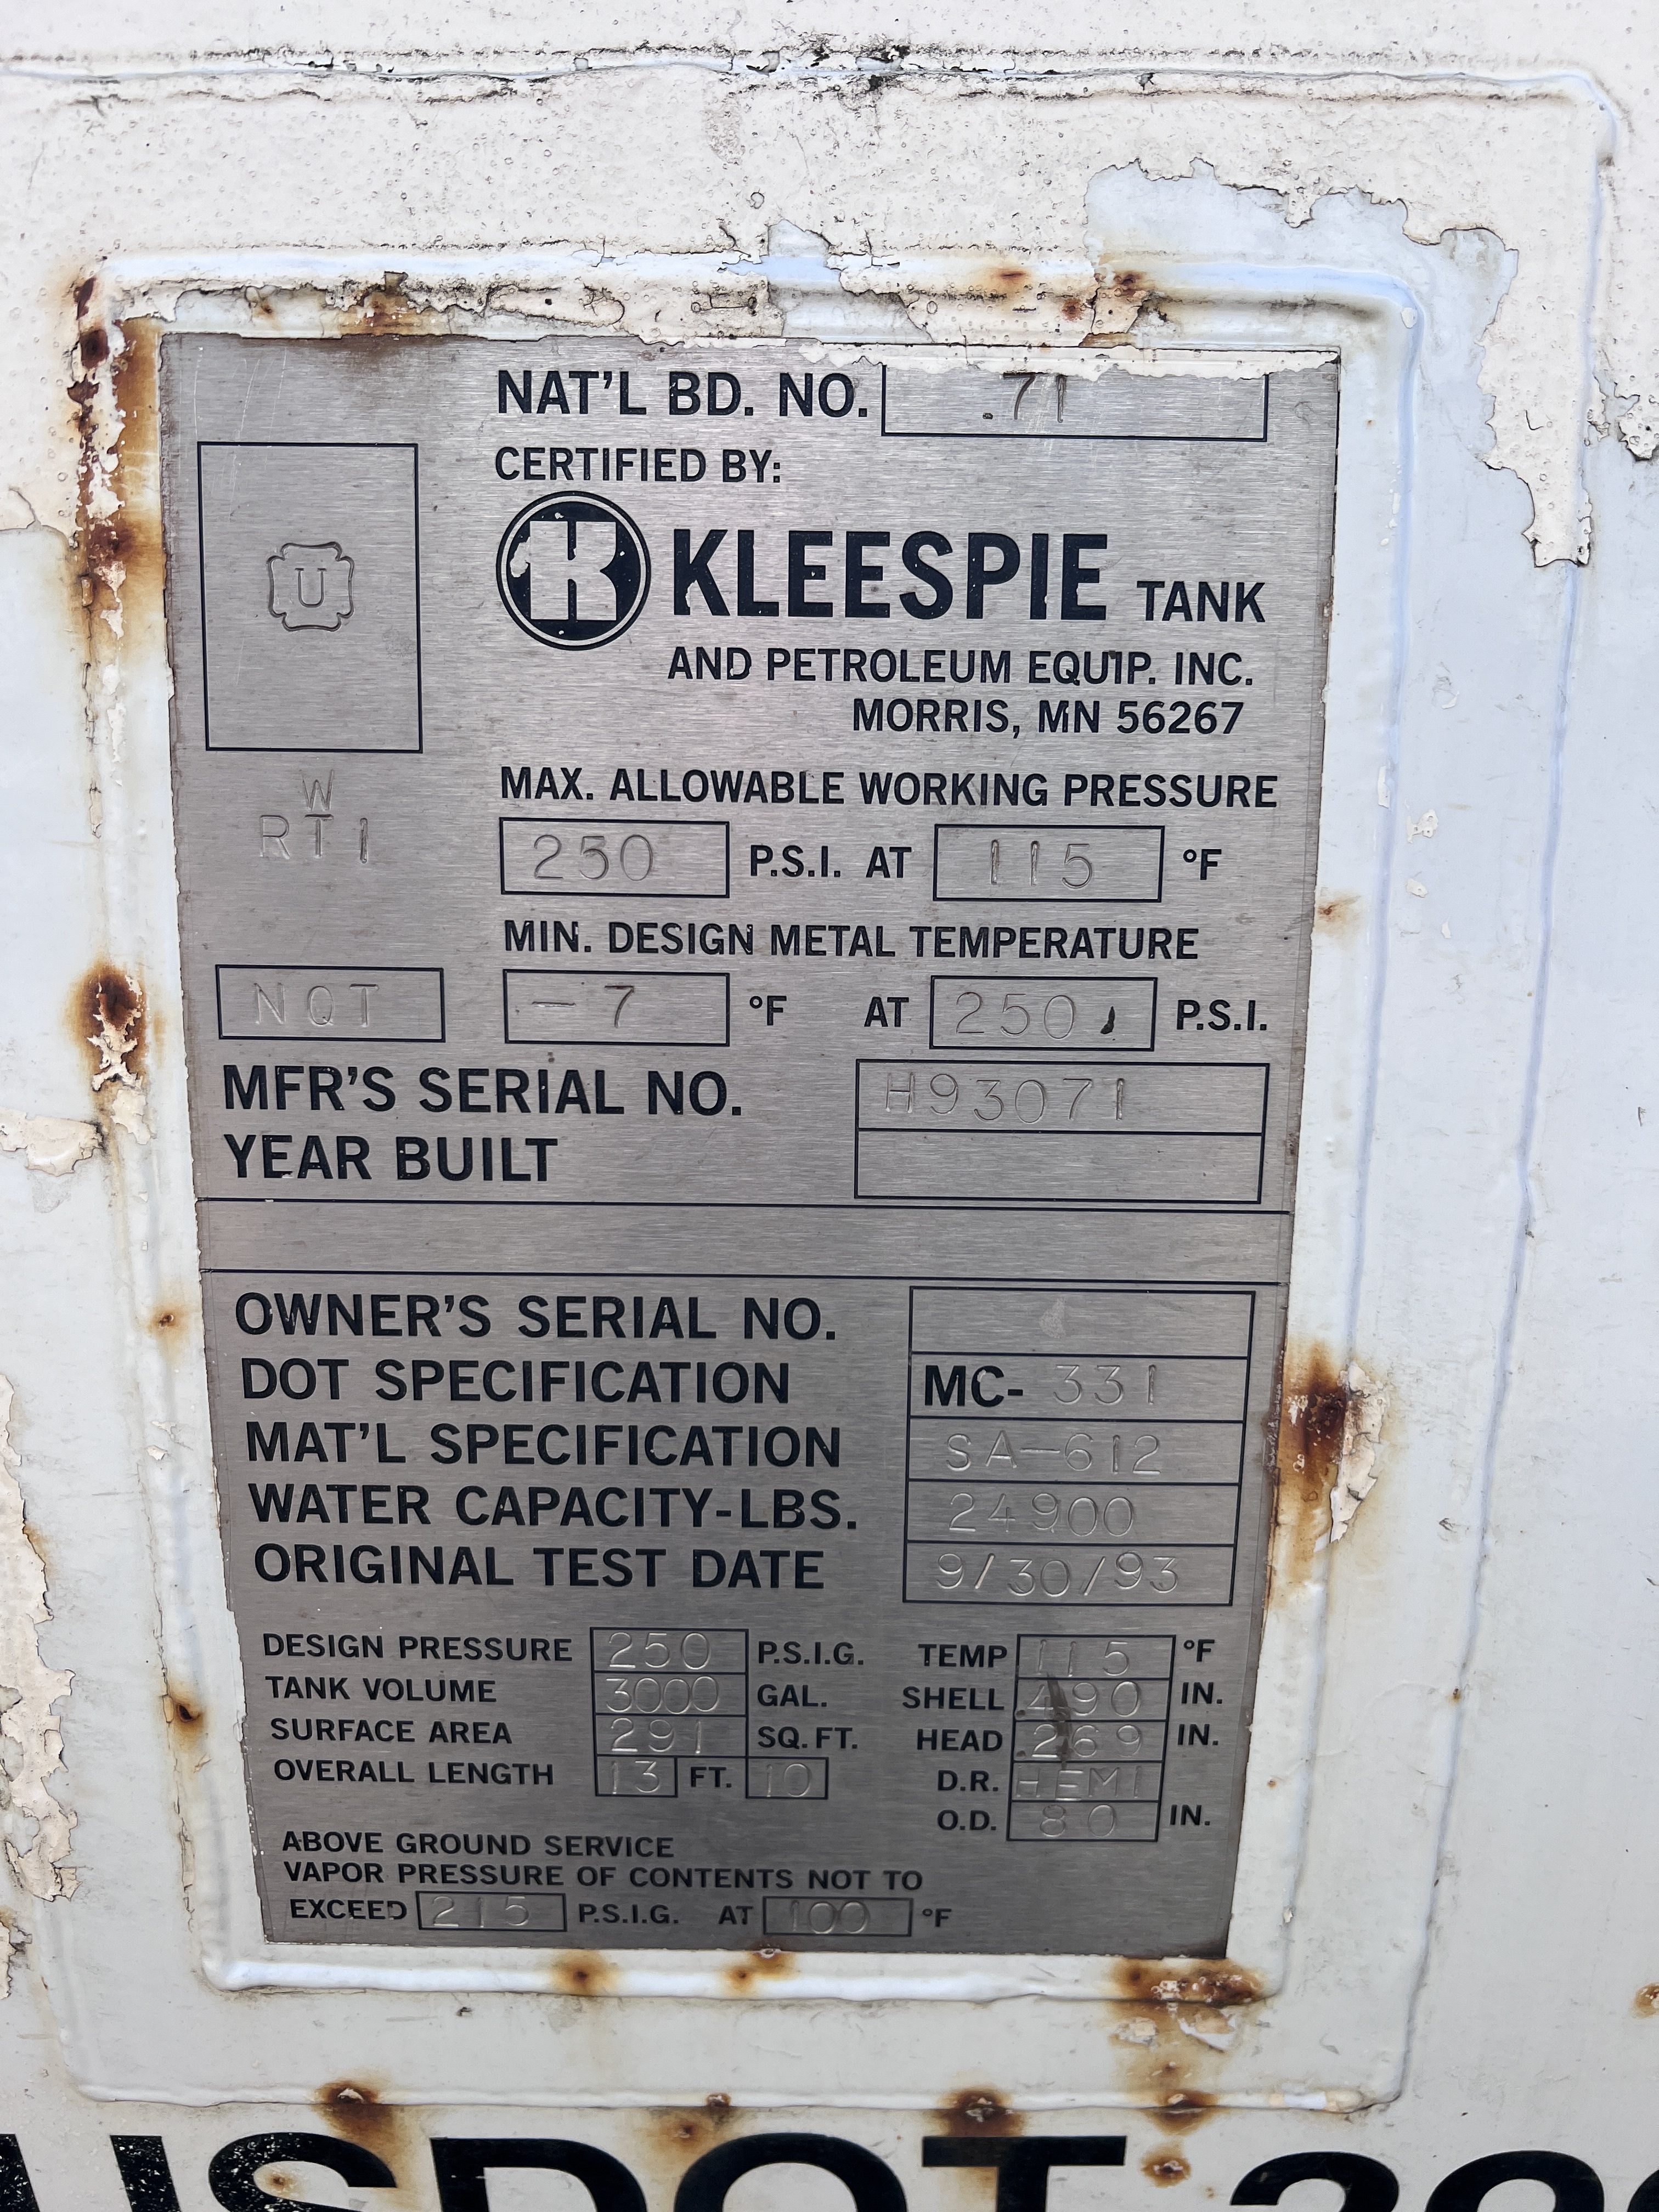 NAT'L BD. NO. 71
CERTIFIED BY:
K KLEESPIE TANK
AND PETROLEUM EQUIP. INC.
MORRIS, MN 56267
U
W
RT1
MAX. ALLOWABLE WORKING PRESSURE
250 P.S.I. AT 115 °F
MIN. DESIGN METAL TEMPERATURE
NQT -7 °F AT 250 P.S.I.
MFR'S SERIAL NO. H93071
YEAR BUILT
OWNER'S SERIAL NO.
DOT SPECIFICATION MC-331
MAT'L SPECIFICATION SA-612
WATER CAPACITY-LBS. 24900
ORIGINAL TEST DATE 9/30/93
DESIGN PRESSURE 250 P.S.I.G. TEMP 115 °F
TANK VOLUME 3000 GAL. SHELL .490 IN.
SURFACE AREA 291 SQ. FT. HEAD .269 IN.
OVERALL LENGTH 13 FT. 10 D.R. HEMI
O.D. 80 IN.
ABOVE GROUND SERVICE
VAPOR PRESSURE OF CONTENTS NOT TO
EXCEED 215 P.S.I.G. AT 100 °F
USDOT